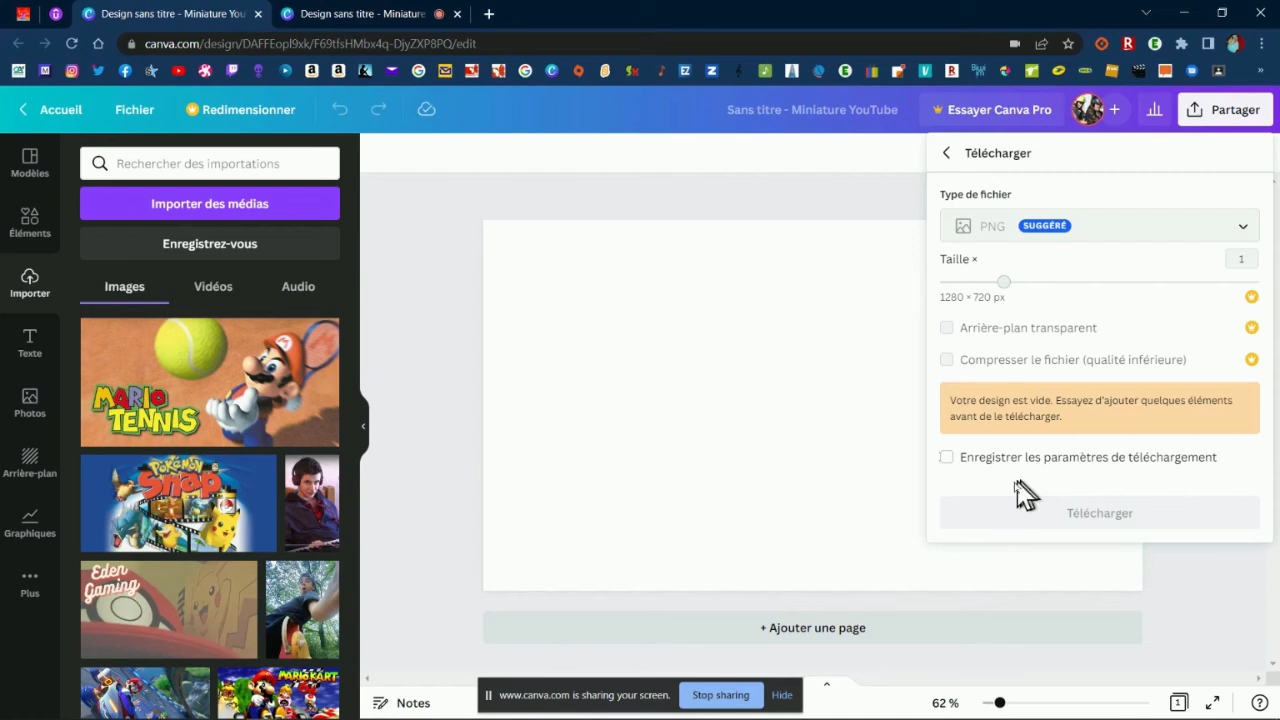 Design sans titre - Miniature You
Design sans titre - Miniature
canva.com/design/DAFFEopI9xk/F69tfsHMbx4q-DjyZXP8PQ/edit
Accueil
Fichier
Redimensionner
Sans titre - Miniature YouTube
Essayer Canva Pro
Partager
Modèles
Éléments
Importer
Texte
Photos
Arrière-plan
Graphiques
Plus
Rechercher des importations
Importer des médias
Enregistrez-vous
Images
Vidéos
Audio
MARIO
TENNIS
POKÉMON
Snap
Eden
Gaming
MARIOKART
Télécharger
Type de fichier
PNG
SUGGÉRÉ
Taille ×
1
1280 × 720 px
Arrière-plan transparent
Compresser le fichier (qualité inférieure)
Votre design est vide. Essayez d'ajouter quelques éléments
avant de le télécharger.
Enregistrer les paramètres de téléchargement
Télécharger
+ Ajouter une page
www.canva.com is sharing your screen.
Stop sharing
Hide
Notes
62 %
1